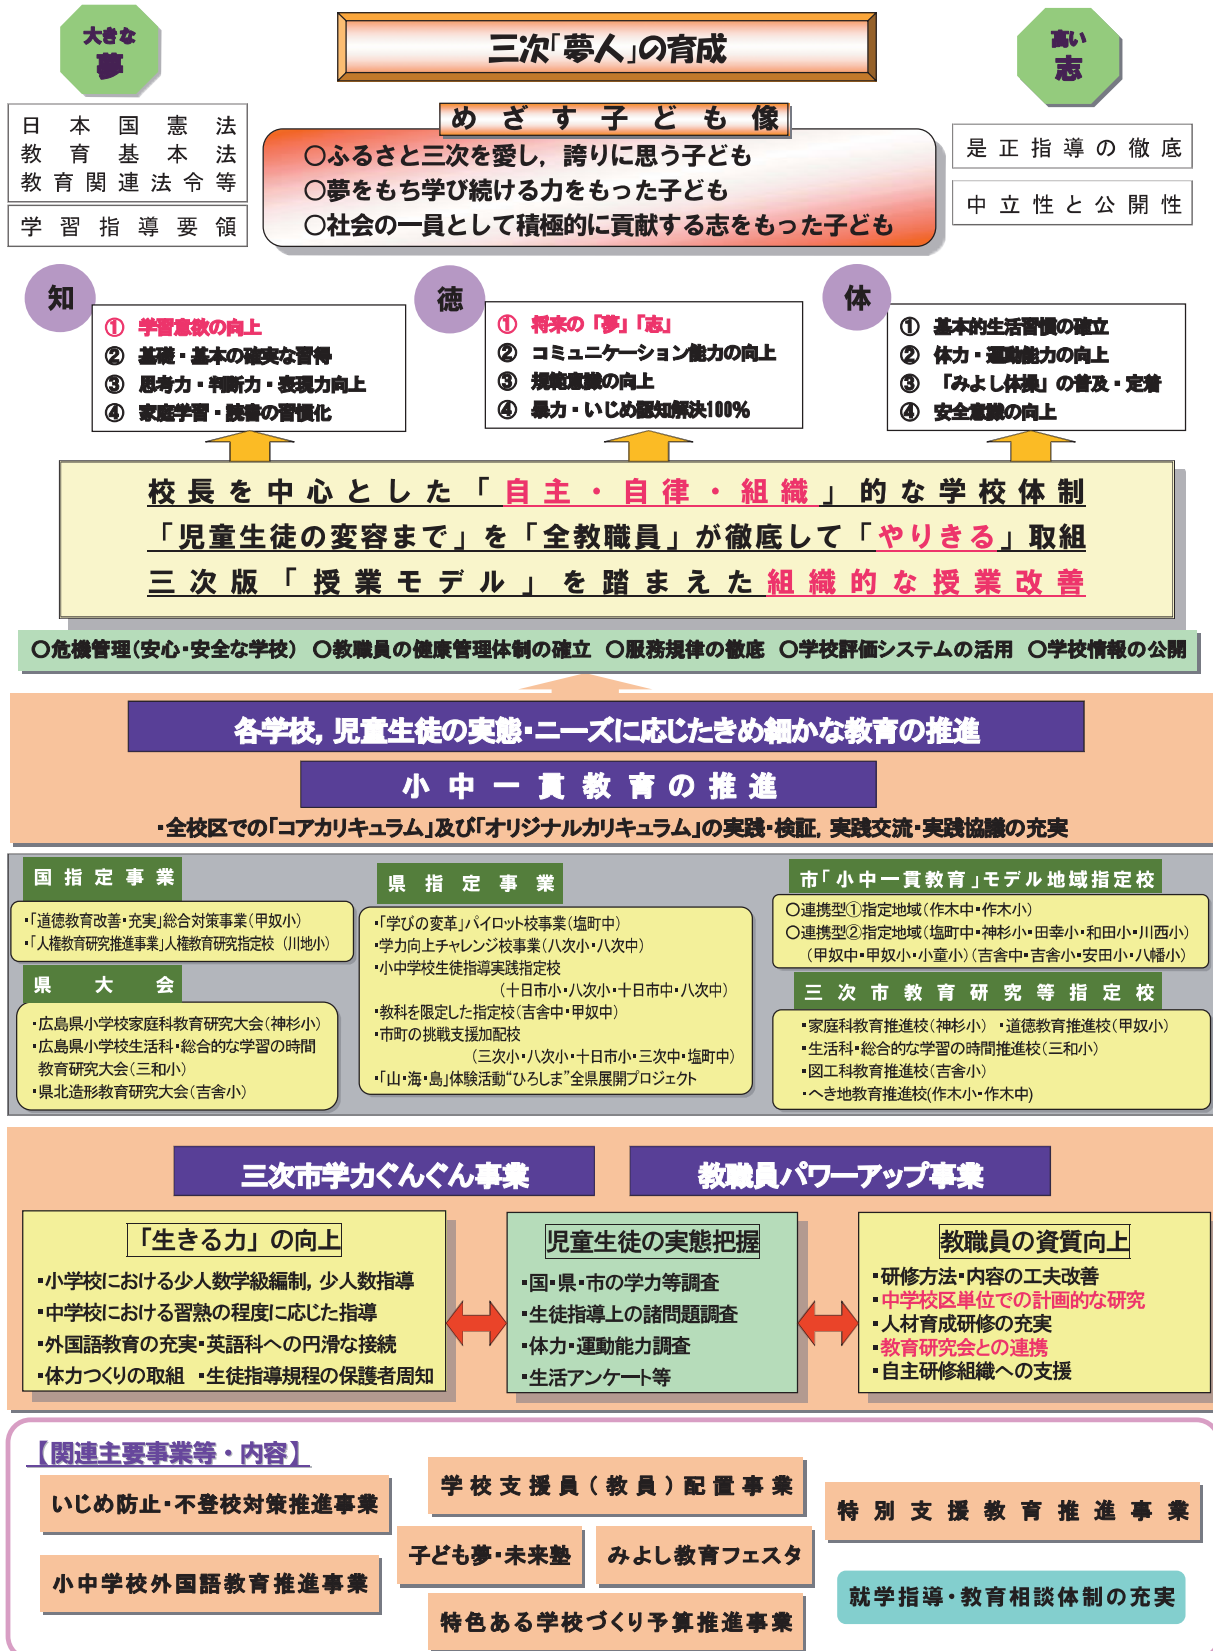 大きな
夢
三次「夢人」の育成
高い
志
日本国憲法
教育基本法
教育関連法令等
学習指導要領
めざす子ども像
○ふるさと三次を愛し，誇りに思う子ども
○夢をもち学び続ける力をもった子ども
○社会の一員として積極的に貢献する志をもった子ども
是正指導の徹底
中立性と公開性
知
① 学習意欲の向上
② 基礎・基本の確実な習得
③ 思考力・判断力・表現力向上
④ 家庭学習・読書の習慣化
徳
① 将来の「夢」「志」
② コミュニケーション能力の向上
③ 規範意識の向上
④ 暴力・いじめ認知解決100％
体
① 基本的生活習慣の確立
② 体力・運動能力の向上
③ 「みよし体操」の普及・定着
④ 安全意識の向上
校長を中心とした「自主・自律・組織」的な学校体制
「児童生徒の変容まで」を「全教職員」が徹底して「やりきる」取組
三次版「授業モデル」を踏まえた組織的な授業改善
○危機管理（安心・安全な学校） ○教職員の健康管理体制の確立 ○服務規律の徹底 ○学校評価システムの活用 ○学校情報の公開
各学校，児童生徒の実態・ニーズに応じたきめ細かな教育の推進
小中一貫教育の推進
・全校区での「コアカリキュラム」及び「オリジナルカリキュラム」の実践・検証，実践交流・実践協議の充実
国指定事業
・「道徳教育改善・充実」総合対策事業（甲奴小）
・「人権教育研究推進事業」人権教育研究指定校（川地小）
県大会
・広島県小学校家庭科教育研究大会（神杉小）
・広島県小学校生活科・総合的な学習の時間
教育研究大会（三和小）
・県北造形教育研究大会（吉舎小）
県指定事業
・「学びの変革」パイロット校事業（塩町中）
・学力向上チャレンジ校事業（八次小・八次中）
・小中学校生徒指導実践指定校
（十日市小・八次小・十日市中・八次中）
・教科を限定した指定校（吉舎中・甲奴中）
・市町の挑戦支援加配校
（三次小・八次小・十日市小・三次中・塩町中）
・「山・海・島」体験活動“ひろしま”全県展開プロジェクト
市「小中一貫教育」モデル地域指定校
○連携型①指定地域（作木中・作木小）
○連携型②指定地域（塩町中・神杉小・田幸小・和田小・川西小）
（甲奴中・甲奴小・小童小）（吉舎中・吉舎小・安田小・八幡小）
三次市教育研究等指定校
・家庭科教育推進校（神杉小） ・道徳教育推進校（甲奴小）
・生活科・総合的な学習の時間推進校（三和小）
・図工科教育推進校（吉舎小）
・へき地教育推進校(作木小・作木中)
三次市学力ぐんぐん事業
教職員パワーアップ事業
「生きる力」の向上
・小学校における少人数学級編制，少人数指導
・中学校における習熟の程度に応じた指導
・外国語教育の充実・英語科への円滑な接続
・体力つくりの取組 ・生徒指導規程の保護者周知
児童生徒の実態把握
・国・県・市の学力等調査
・生徒指導上の諸問題調査
・体力・運動能力調査
・生活アンケート等
教職員の資質向上
・研修方法・内容の工夫改善
・中学校区単位での計画的な研究
・人材育成研修の充実
・教育研究会との連携
・自主研修組織への支援
【関連主要事業等・内容】
いじめ防止・不登校対策推進事業
小中学校外国語教育推進事業
学校支援員（教員）配置事業
子ども夢・未来塾
みよし教育フェスタ
特色ある学校づくり予算推進事業
特別支援教育推進事業
就学指導・教育相談体制の充実